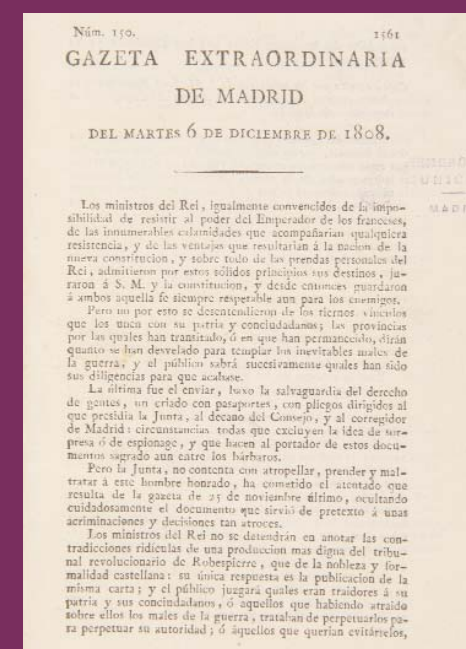 Núm. 150. 1561
GAZETA EXTRAORDINARIA
DE MADRID
DEL MARTES 6 DE DICIEMBRE DE 1808.
Los ministros del Rei, igualmente convencidos de la impo-
sibilidad de resistir al poder del Emperador de los franceses,
de las innumerables calamidades que acompañarian qualquiera
resistencia, y de las ventajas que resultarian á la nacion de la
nueva constitucion, y sobre todo de las prendas personales del
Rei, admitieron por estos sólidos principios sus destinos, ju-
raron á S. M. y la constitucion, y desde entonces guardaron
á ambos aquella fe siempre respetable aun para los enemigos.
Pero no por esto se desentendieron de los tiernos vínculos
que los unen con su patria y conciudadanos; las provincias
por las quales han transitado, ó en que han permanecido, dirán
quanto se han desvelado para templar los inevitables males de
la guerra, y el público sabrá sucesivamente quales han sido
sus diligencias para que acabase.
La última fue el enviar, baxo la salvaguardia del derecho
de gentes, un criado con pasaportes, con pliegos dirigidos al
que presidia la Junta, al decano del Consejo, y al corregidor
de Madrid: circunstancias todas que excluyen la idea de sor-
presa ó de espionage, y que hacen al portador de estos docu-
mentos sagrado aun entre los bárbaros.
Pero la Junta, no contenta con atropellar, prender y mal-
tratar á este hombre honrado, ha cometido el atentado que
resulta de la gazeta de 25 de noviembre último, ocultando
cuidadosamente el documento que sirvió de pretexto á unas
acriminaciones y decisiones tan atroces.
Los ministros del Rei no se detendrán en anotar las con-
tradicciones ridículas de una produccion mas digna del tribu-
nal revolucionario de Roberspierre, que de la nobleza y for-
malidad castellana: su única respuesta es la publicacion de la
misma carta; y el público juzgará quales eran traidores á su
patria y sus conciudadanos, ó aquellos que habiendo atraido
sobre ellos los males de la guerra, trataban de perpetuarlos pa-
ra perpetuar su autoridad; ó aquellos que querian evitárselos,